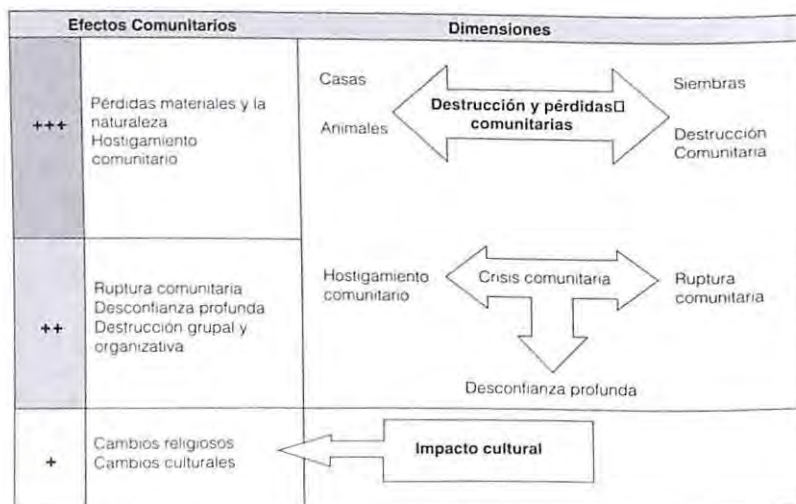 Efectos Comunitarios Dimensiones
+++
Pérdidas materiales y la
naturaleza
Hostigamiento
comunitario
Casas
Animales
Destrucción y pérdidas□
comunitarias
Siembras
Destrucción
Comunitaria
++
Ruptura comunitaria
Desconfianza profunda
Destrucción grupal y
organizativa
Hostigamiento
comunitario
Crisis comunitaria
Ruptura
comunitaria
Desconfianza profunda
+
Cambios religiosos
Cambios culturales
Impacto cultural